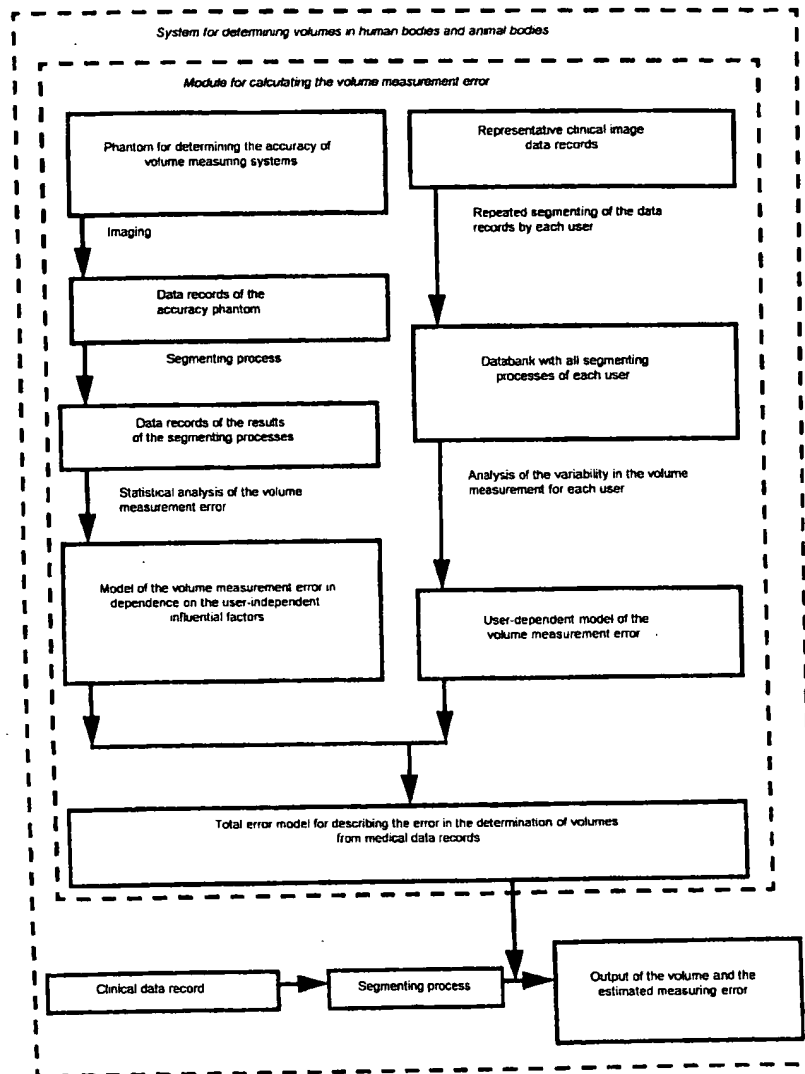 System for determining volumes in human bodies and animal bodies
Module for calculating the volume measurement error
Phantom for determining the accuracy of
volume measuring systems
Imaging
Data records of the
accuracy phantom
Segmenting process
Data records of the results
of the segmenting processes
Statistical analysis of the volume
measurement error
Model of the volume measurement error in
dependence on the user-independent
influential factors
Representative clinical image
data records
Repeated segmenting of the data
records by each user
Databank with all segmenting
processes of each user
Analysis of the variability in the volume
measurement for each user
User-dependent model of the
volume measurement error
Total error model for describing the error in the determination of volumes
from medical data records
Clinical data record
Segmenting process
Output of the volume and the
estimated measuring error